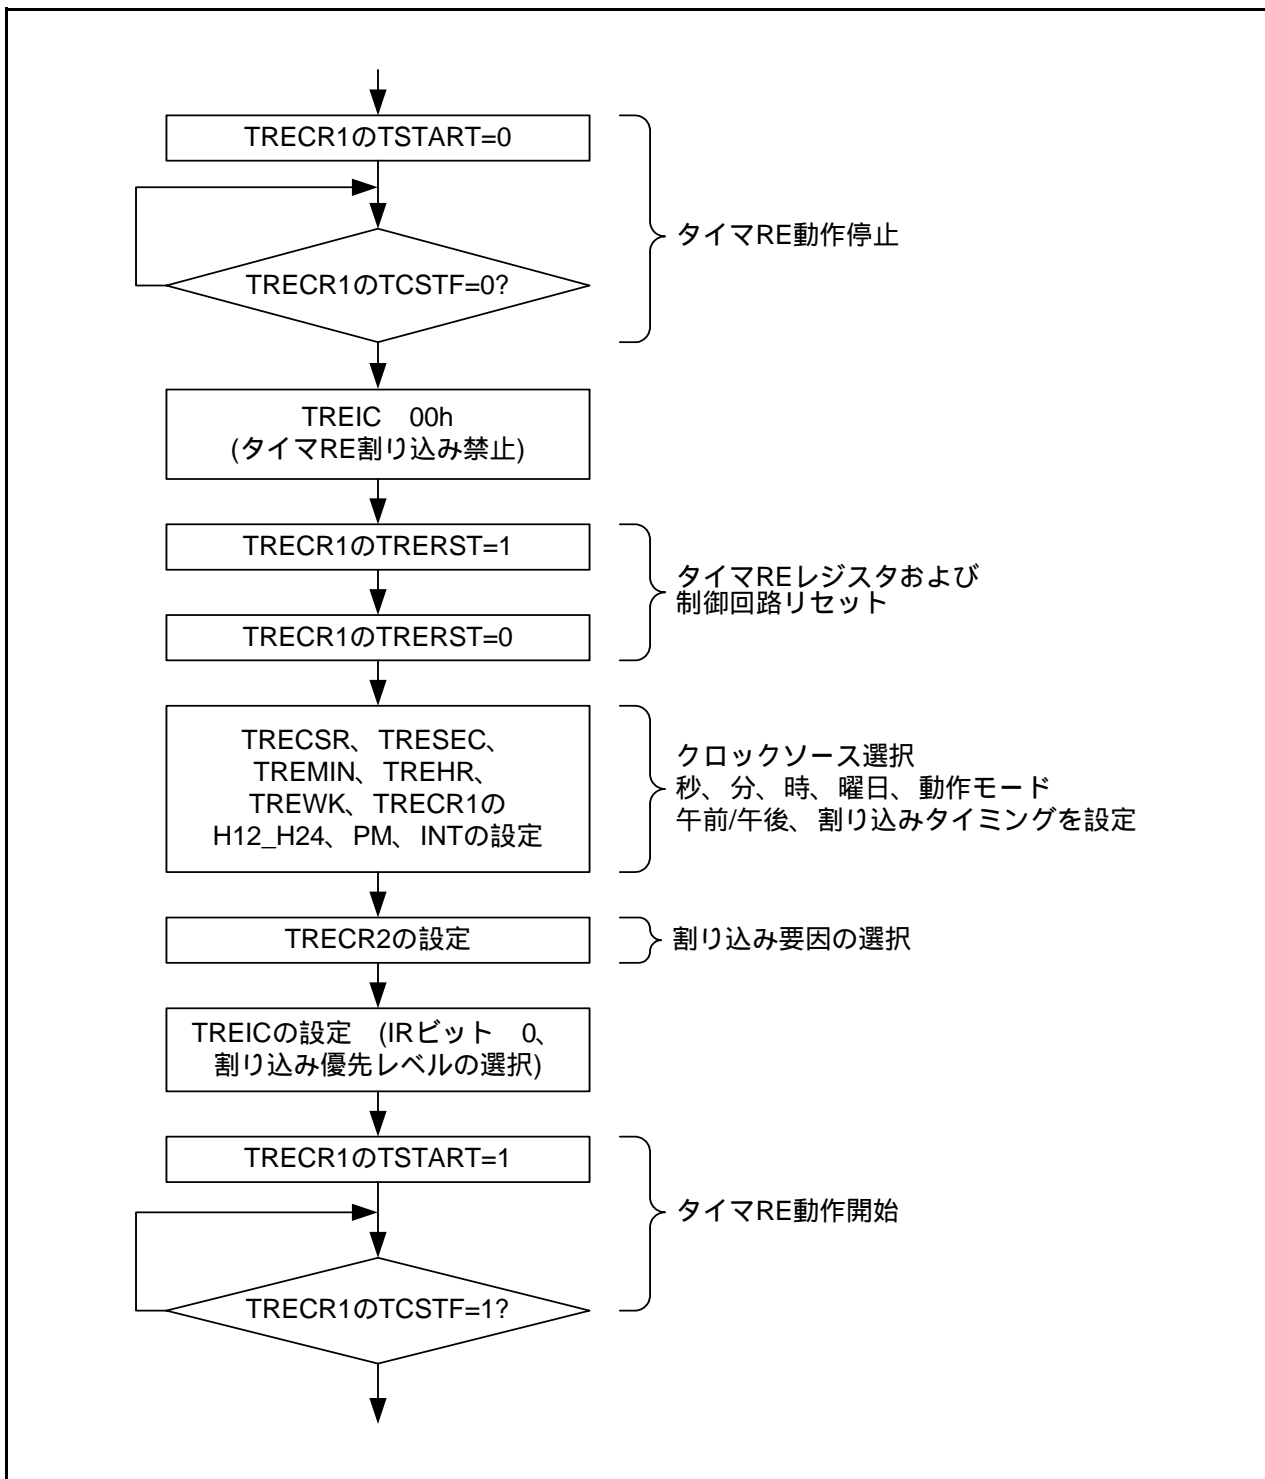 TRECR1のTSTART=0
TRECR1のTCSTF=0?
タイマRE動作停止
TREIC 00h
(タイマRE割り込み禁止)
TRECR1のTRERST=1
TRECR1のTRERST=0
タイマREレジスタおよび
制御回路リセット
TRECSR、TRESEC、
TREMIN、TREHR、
TREWK、TRECR1の
H12_H24、PM、INTの設定
クロックソース選択
秒、分、時、曜日、動作モード
午前/午後、割り込みタイミングを設定
TRECR2の設定
割り込み要因の選択
TREICの設定 (IRビット 0、
割り込み優先レベルの選択)
TRECR1のTSTART=1
TRECR1のTCSTF=1?
タイマRE動作開始